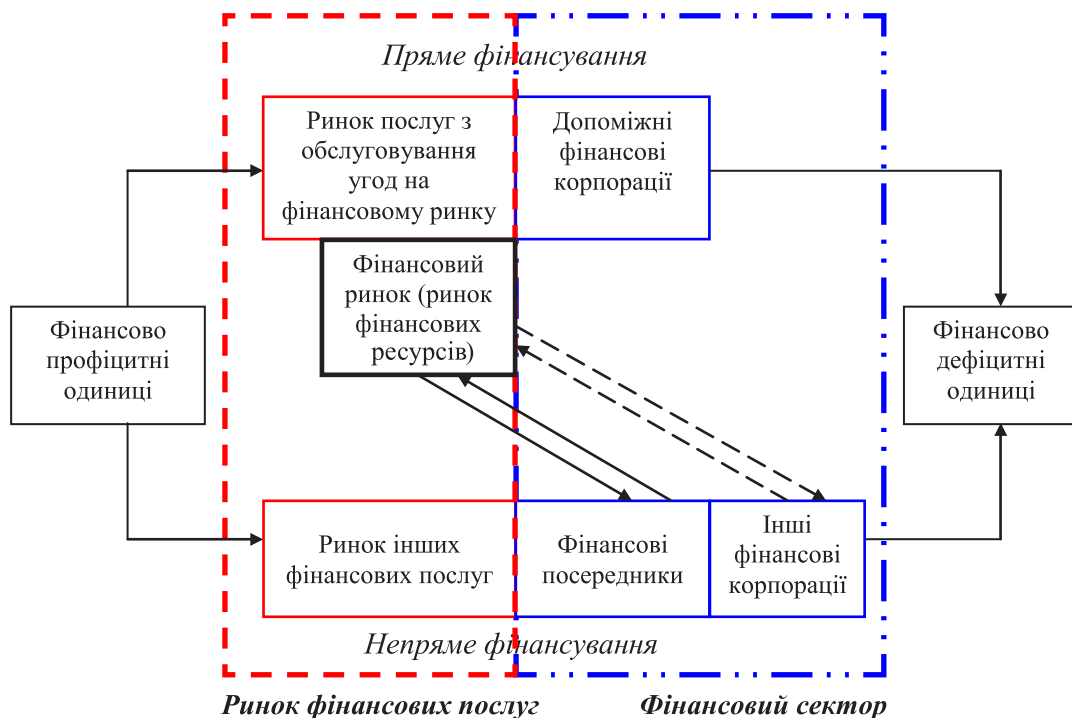 Пряме фінансування
Ринок послуг з
обслуговування
угод на
фінансовому ринку
Допоміжні
фінансові
корпорації
Фінансовий
ринок (ринок
фінансових
ресурсів)
Фінансово
профіцитні
одиниці
Фінансово
дефіцитні
одиниці
Ринок інших
фінансових послуг
Фінансові
посередники
Інші
фінансові
корпорації
Непряме фінансування
Ринок фінансових послуг
Фінансовий сектор